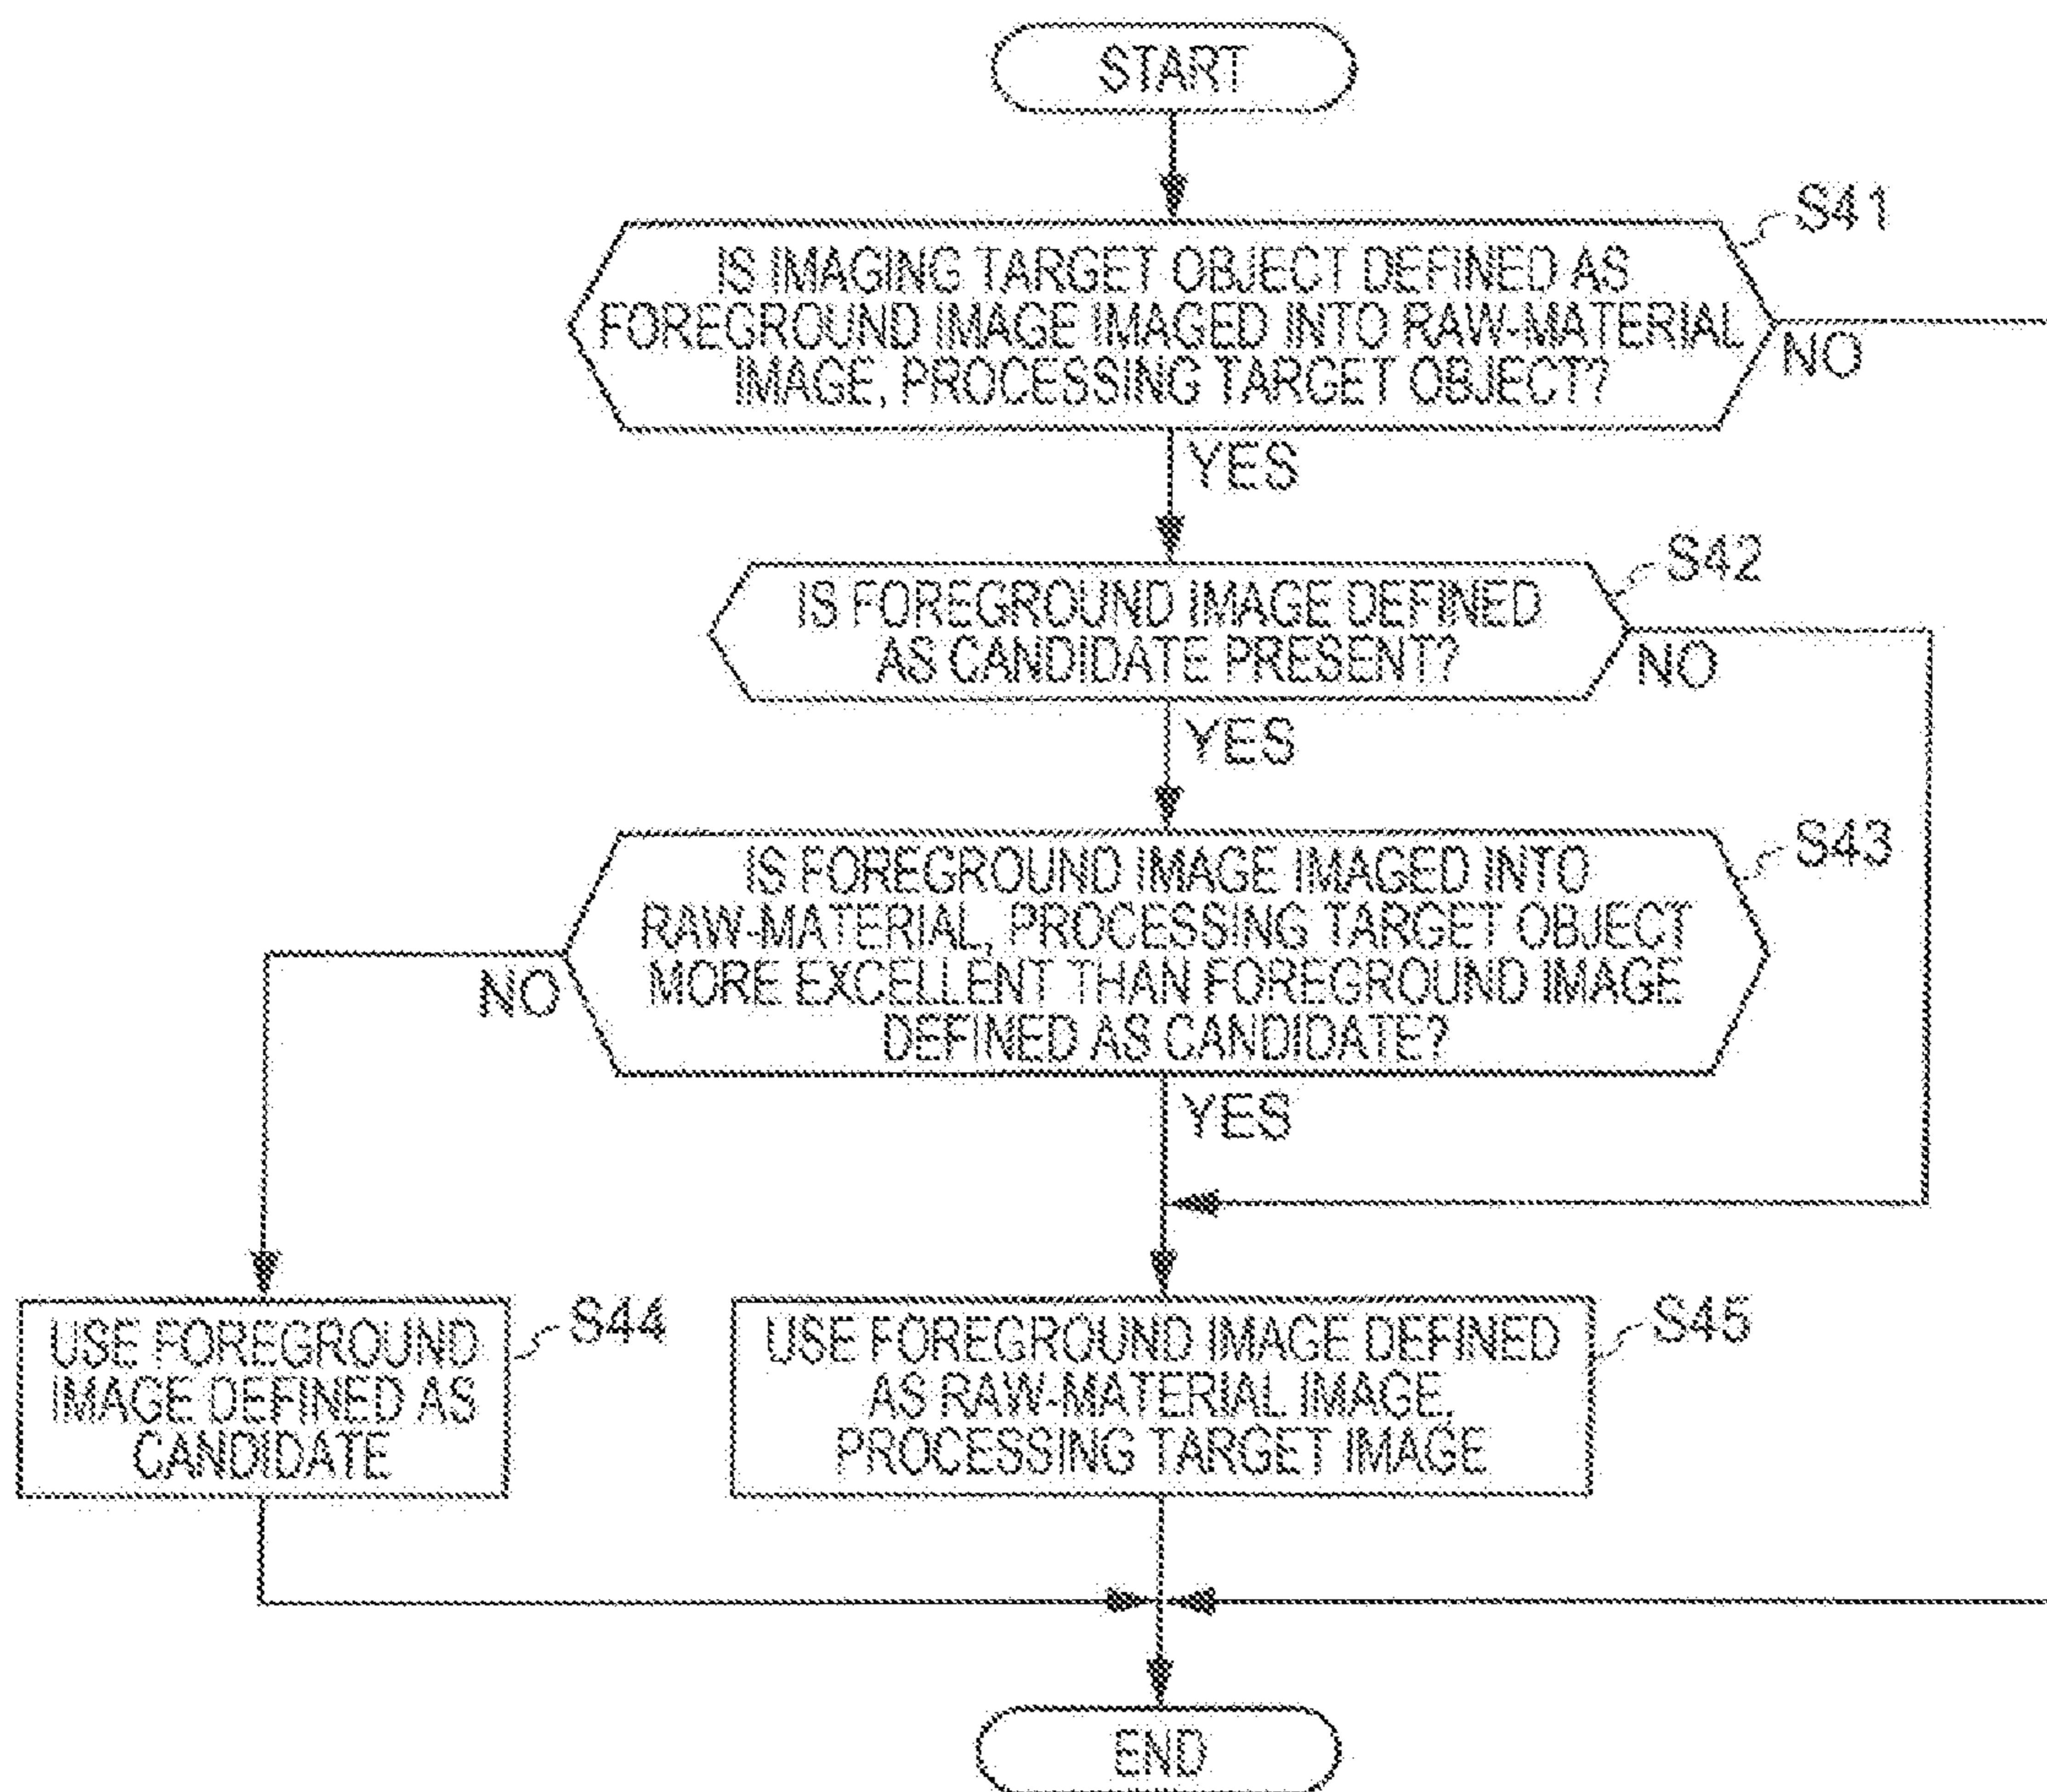 START
S41
IS IMAGING TARGET OBJECT DEFINED AS
FOREGROUND IMAGE IMAGED INTO RAW-MATERIAL
IMAGE, PROCESSING TARGET OBJECT?
NO
YES
S42
IS FOREGROUND IMAGE DEFINED
AS CANDIDATE PRESENT?
NO
YES
S43
IS FOREGROUND IMAGE IMAGED INTO
RAW-MATERIAL, PROCESSING TARGET OBJECT
MORE EXCELLENT THAN FOREGROUND IMAGE
DEFINED AS CANDIDATE?
NO
YES
S44
USE FOREGROUND
IMAGE DEFINED AS
CANDIDATE
S45
USE FOREGROUND IMAGE DEFINED
AS RAW-MATERIAL IMAGE,
PROCESSING TARGET IMAGE
END